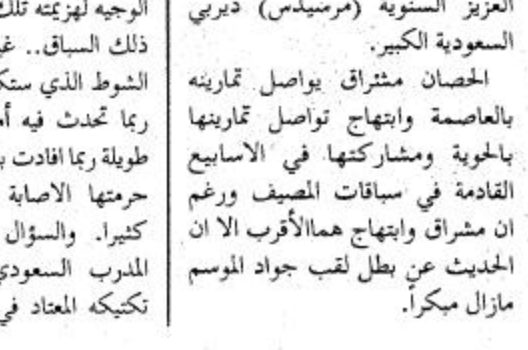 العزيز السنوية (مرسيدس) ديربي
السعودية الكبير.
الحصان مشراق يواصل تمارينه
بالعاصمة وابتهاج تواصل تمارينها
بالحوية ومشاركتها في الاسابيع
القادمة في سباقات المصيف ورغم
ان مشراق وابتهاج هماالأقرب الا ان
الحديث عن بطل لقب جواد الموسم
مازال مبكراً.
الوجيه لهزيمته تلك
ذلك السباق..
الشوط الذي
ربما تحدث فيه
طويلة ربما افادت
حرمتها الاصابة
كثيرا. والسؤال
المدرب السعودي
تكتيكه المعتاد في